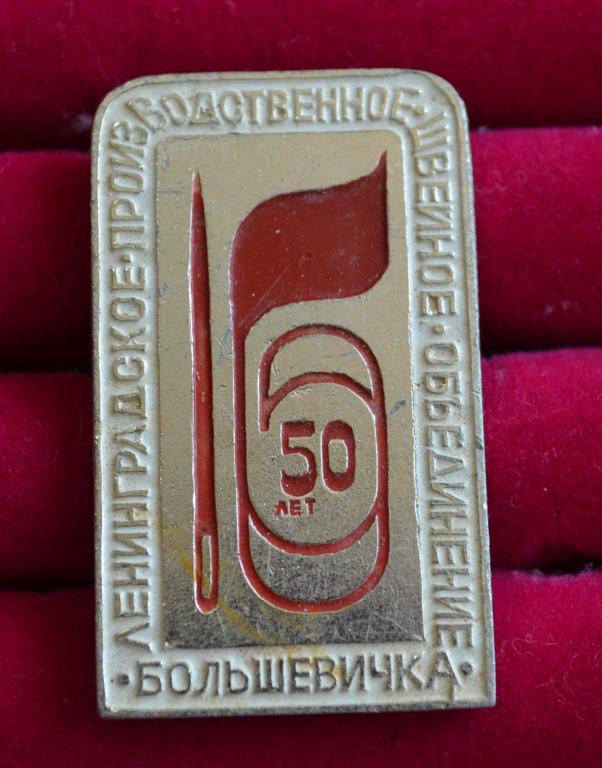 ЛЕНИНГРАДСКОЕ·ПРОИЗВОДСТВЕННОЕ·ШВЕЙНОЕ·ОБЪЕДИНЕНИЕ·
·БОЛЬШЕВИЧКА·
50
ЛЕТ